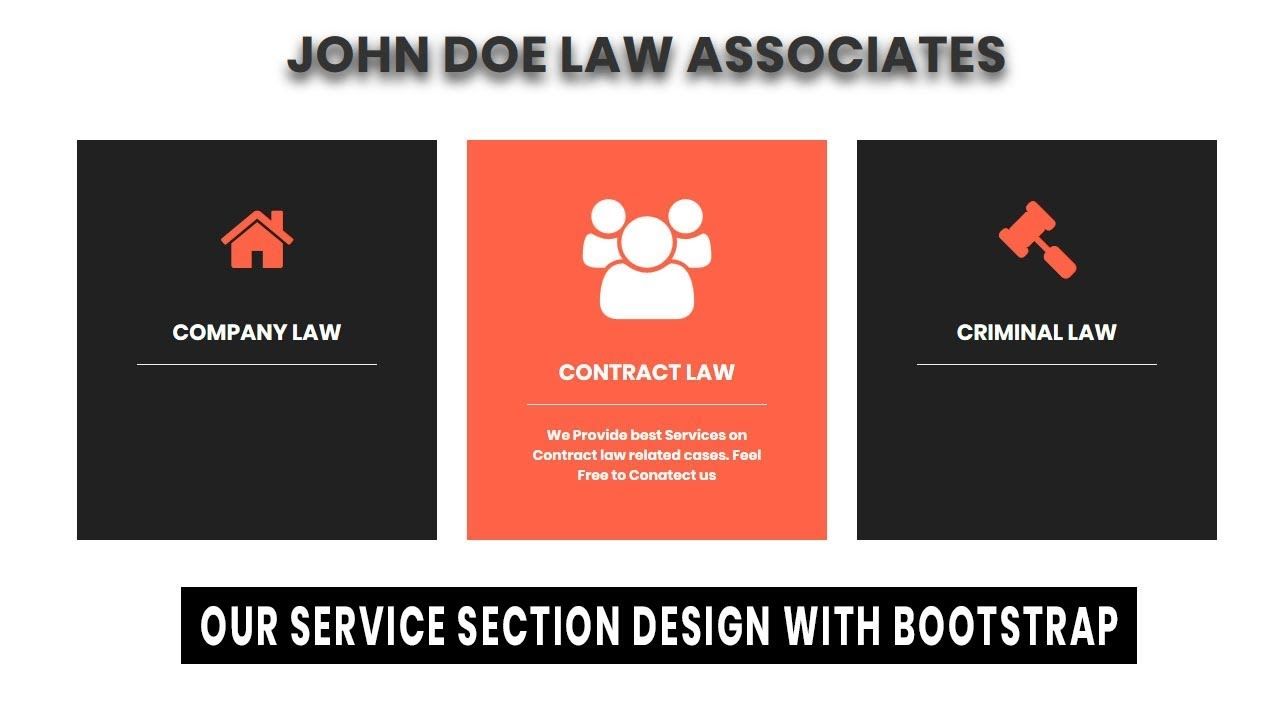 JOHN DOE LAW ASSOCIATES
COMPANY LAW
CONTRACT LAW
We Provide best Services on
Contract law related cases. Feel
Free to Conatect us
CRIMINAL LAW
OUR SERVICE SECTION DESIGN WITH BOOTSTRAP